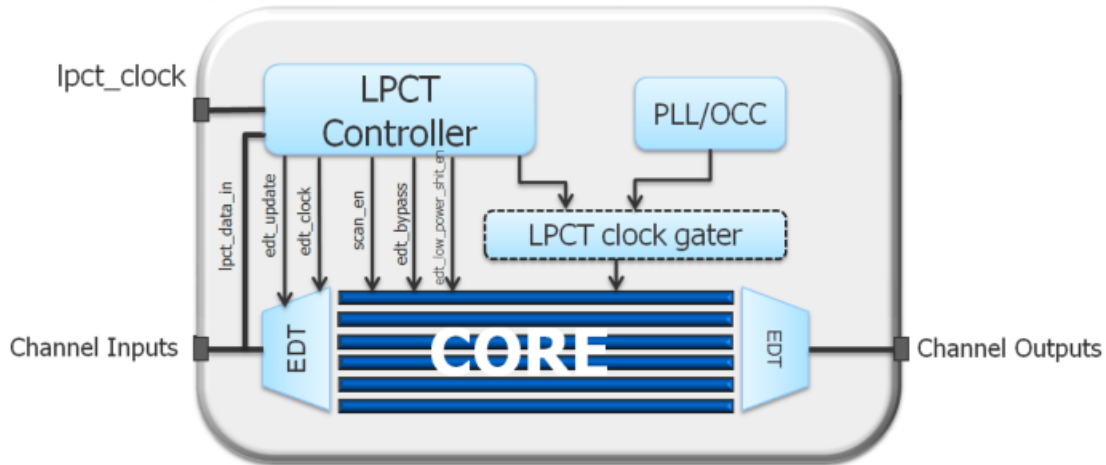 lpct_clock
LPCT
Controller
PLL/OCC
lpct_data_in
edt_update
edt_clock
scan_en
edt_bypass
edt_low_power_shit_en
LPCT clock gater
Channel Inputs
EDT
CORE
EDT
Channel Outputs